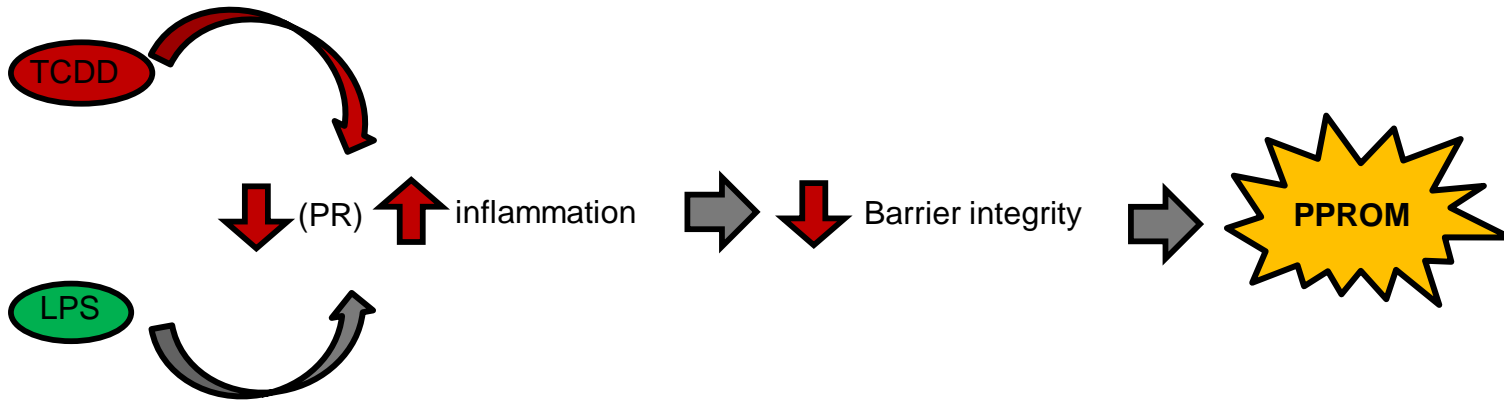 TCDD
(PR) inflammation Barrier integrity PPROM
LPS